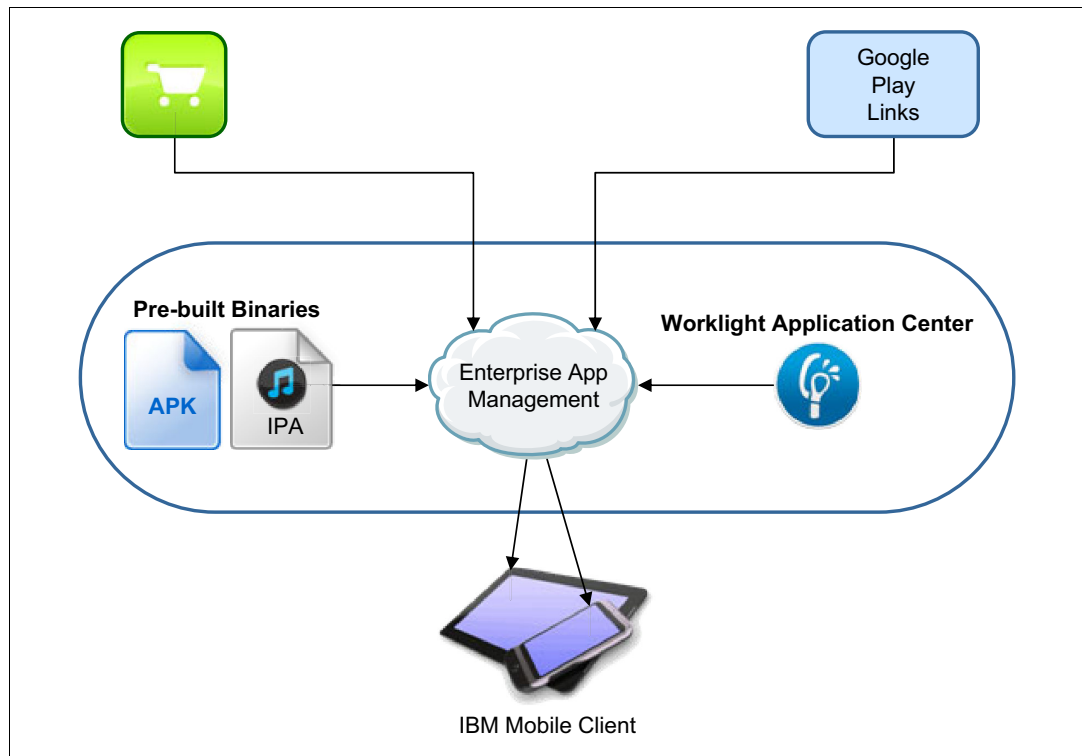 Google
Play
Links
Pre-built Binaries
Worklight Application Center
APK
IPA
Enterprise App
Management
IBM Mobile Client